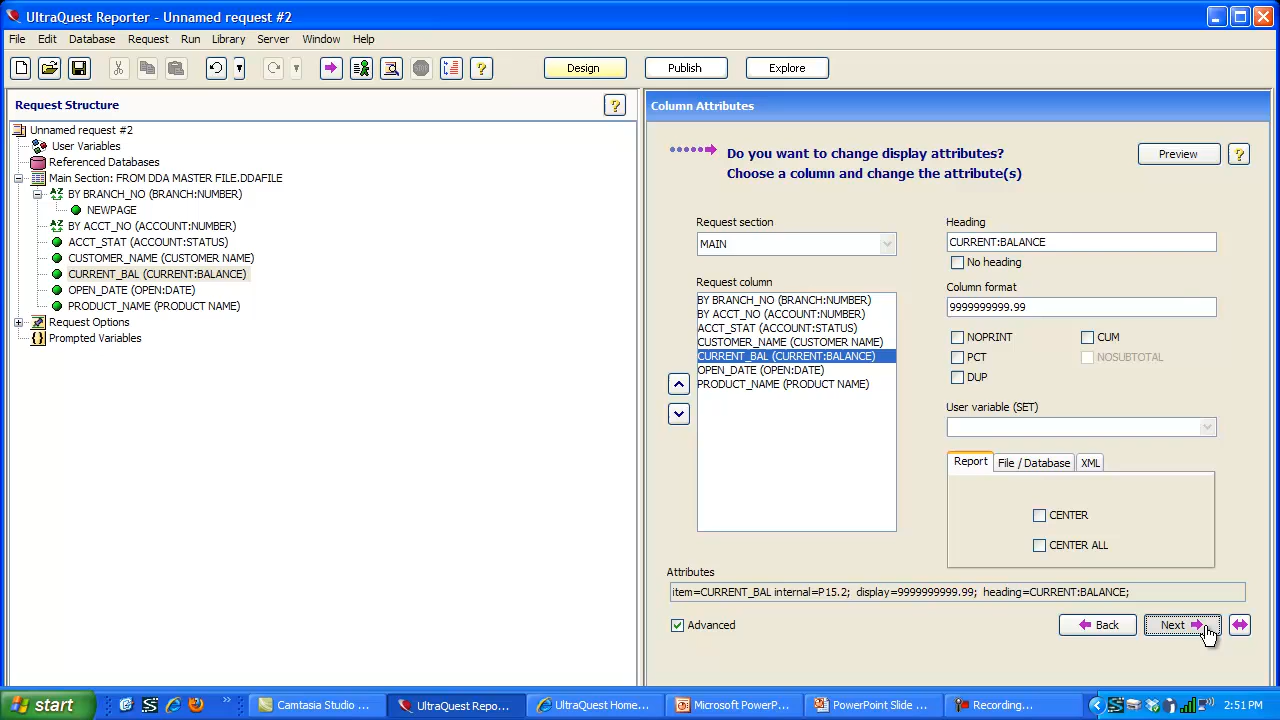 UltraQuest Reporter - Unnamed request #2
File Edit Database Request Run Library Server Window Help
Design Publish Explore
Request Structure
Unnamed request #2
User Variables
Referenced Databases
Main Section: FROM DDA MASTER FILE.DDAFILE
BY BRANCH_NO (BRANCH:NUMBER)
NEWPAGE
BY ACCT_NO (ACCOUNT:NUMBER)
ACCT_STAT (ACCOUNT:STATUS)
CUSTOMER_NAME (CUSTOMER NAME)
CURRENT_BAL (CURRENT:BALANCE)
OPEN_DATE (OPEN:DATE)
PRODUCT_NAME (PRODUCT NAME)
Request Options
Prompted Variables
Column Attributes
Do you want to change display attributes?
Choose a column and change the attribute(s)
Preview
Request section
MAIN
Request column
BY BRANCH_NO (BRANCH:NUMBER)
BY ACCT_NO (ACCOUNT:NUMBER)
ACCT_STAT (ACCOUNT:STATUS)
CUSTOMER_NAME (CUSTOMER NAME)
CURRENT_BAL (CURRENT:BALANCE)
OPEN_DATE (OPEN:DATE)
PRODUCT_NAME (PRODUCT NAME)
Heading
CURRENT:BALANCE
No heading
Column format
9999999999.99
NOPRINT CUM
PCT NOSUBTOTAL
DUP
User variable (SET)
Report File / Database XML
CENTER
CENTER ALL
Attributes
item=CURRENT_BAL internal=P15.2; display=9999999999.99; heading=CURRENT:BALANCE;
Advanced
Back Next
start Camtasia Studio ... UltraQuest Repo... UltraQuest Home... Microsoft PowerP... PowerPoint Slide ... Recording... 2:51 PM